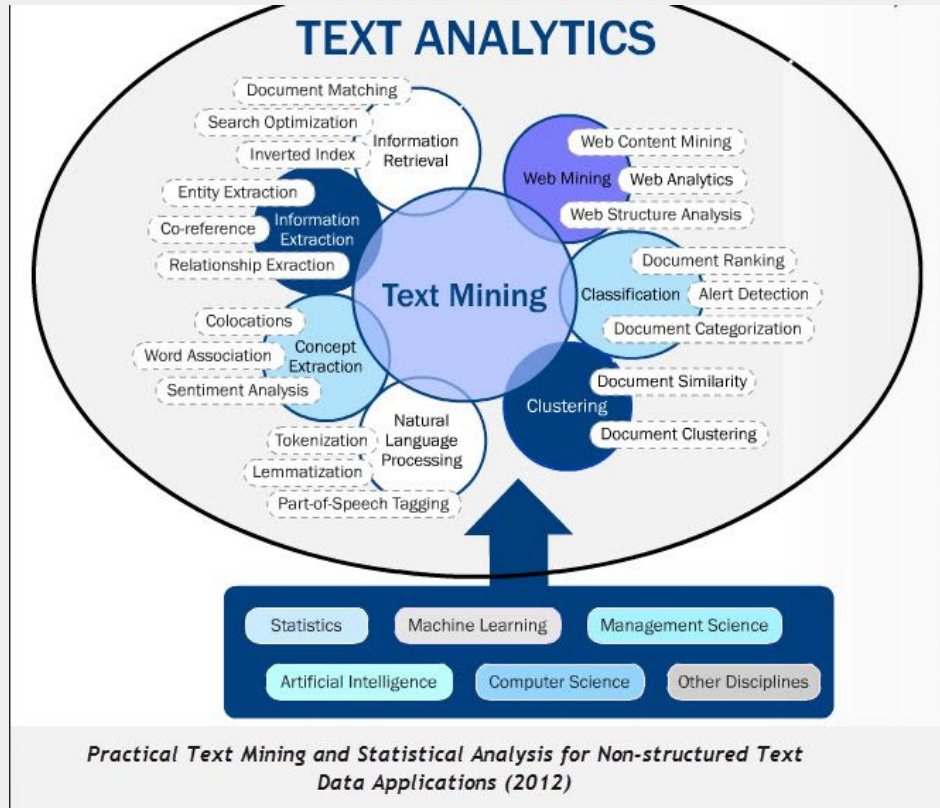 TEXT ANALYTICS
Document Matching
Search Optimization
Inverted Index
Information
Retrieval
Entity Extraction
Co-reference
Relationship Exraction
Information
Extraction
Colocations
Word Association
Sentiment Analysis
Concept
Extraction
Tokenization
Lemmatization
Part-of-Speech Tagging
Natural
Language
Processing
Text Mining
Web Mining
Web Content Mining
Web Analytics
Web Structure Analysis
Classification
Document Ranking
Alert Detection
Document Categorization
Clustering
Document Similarity
Document Clustering
Statistics
Machine Learning
Management Science
Artificial Intelligence
Computer Science
Other Disciplines
Practical Text Mining and Statistical Analysis for Non-structured Text
Data Applications (2012)